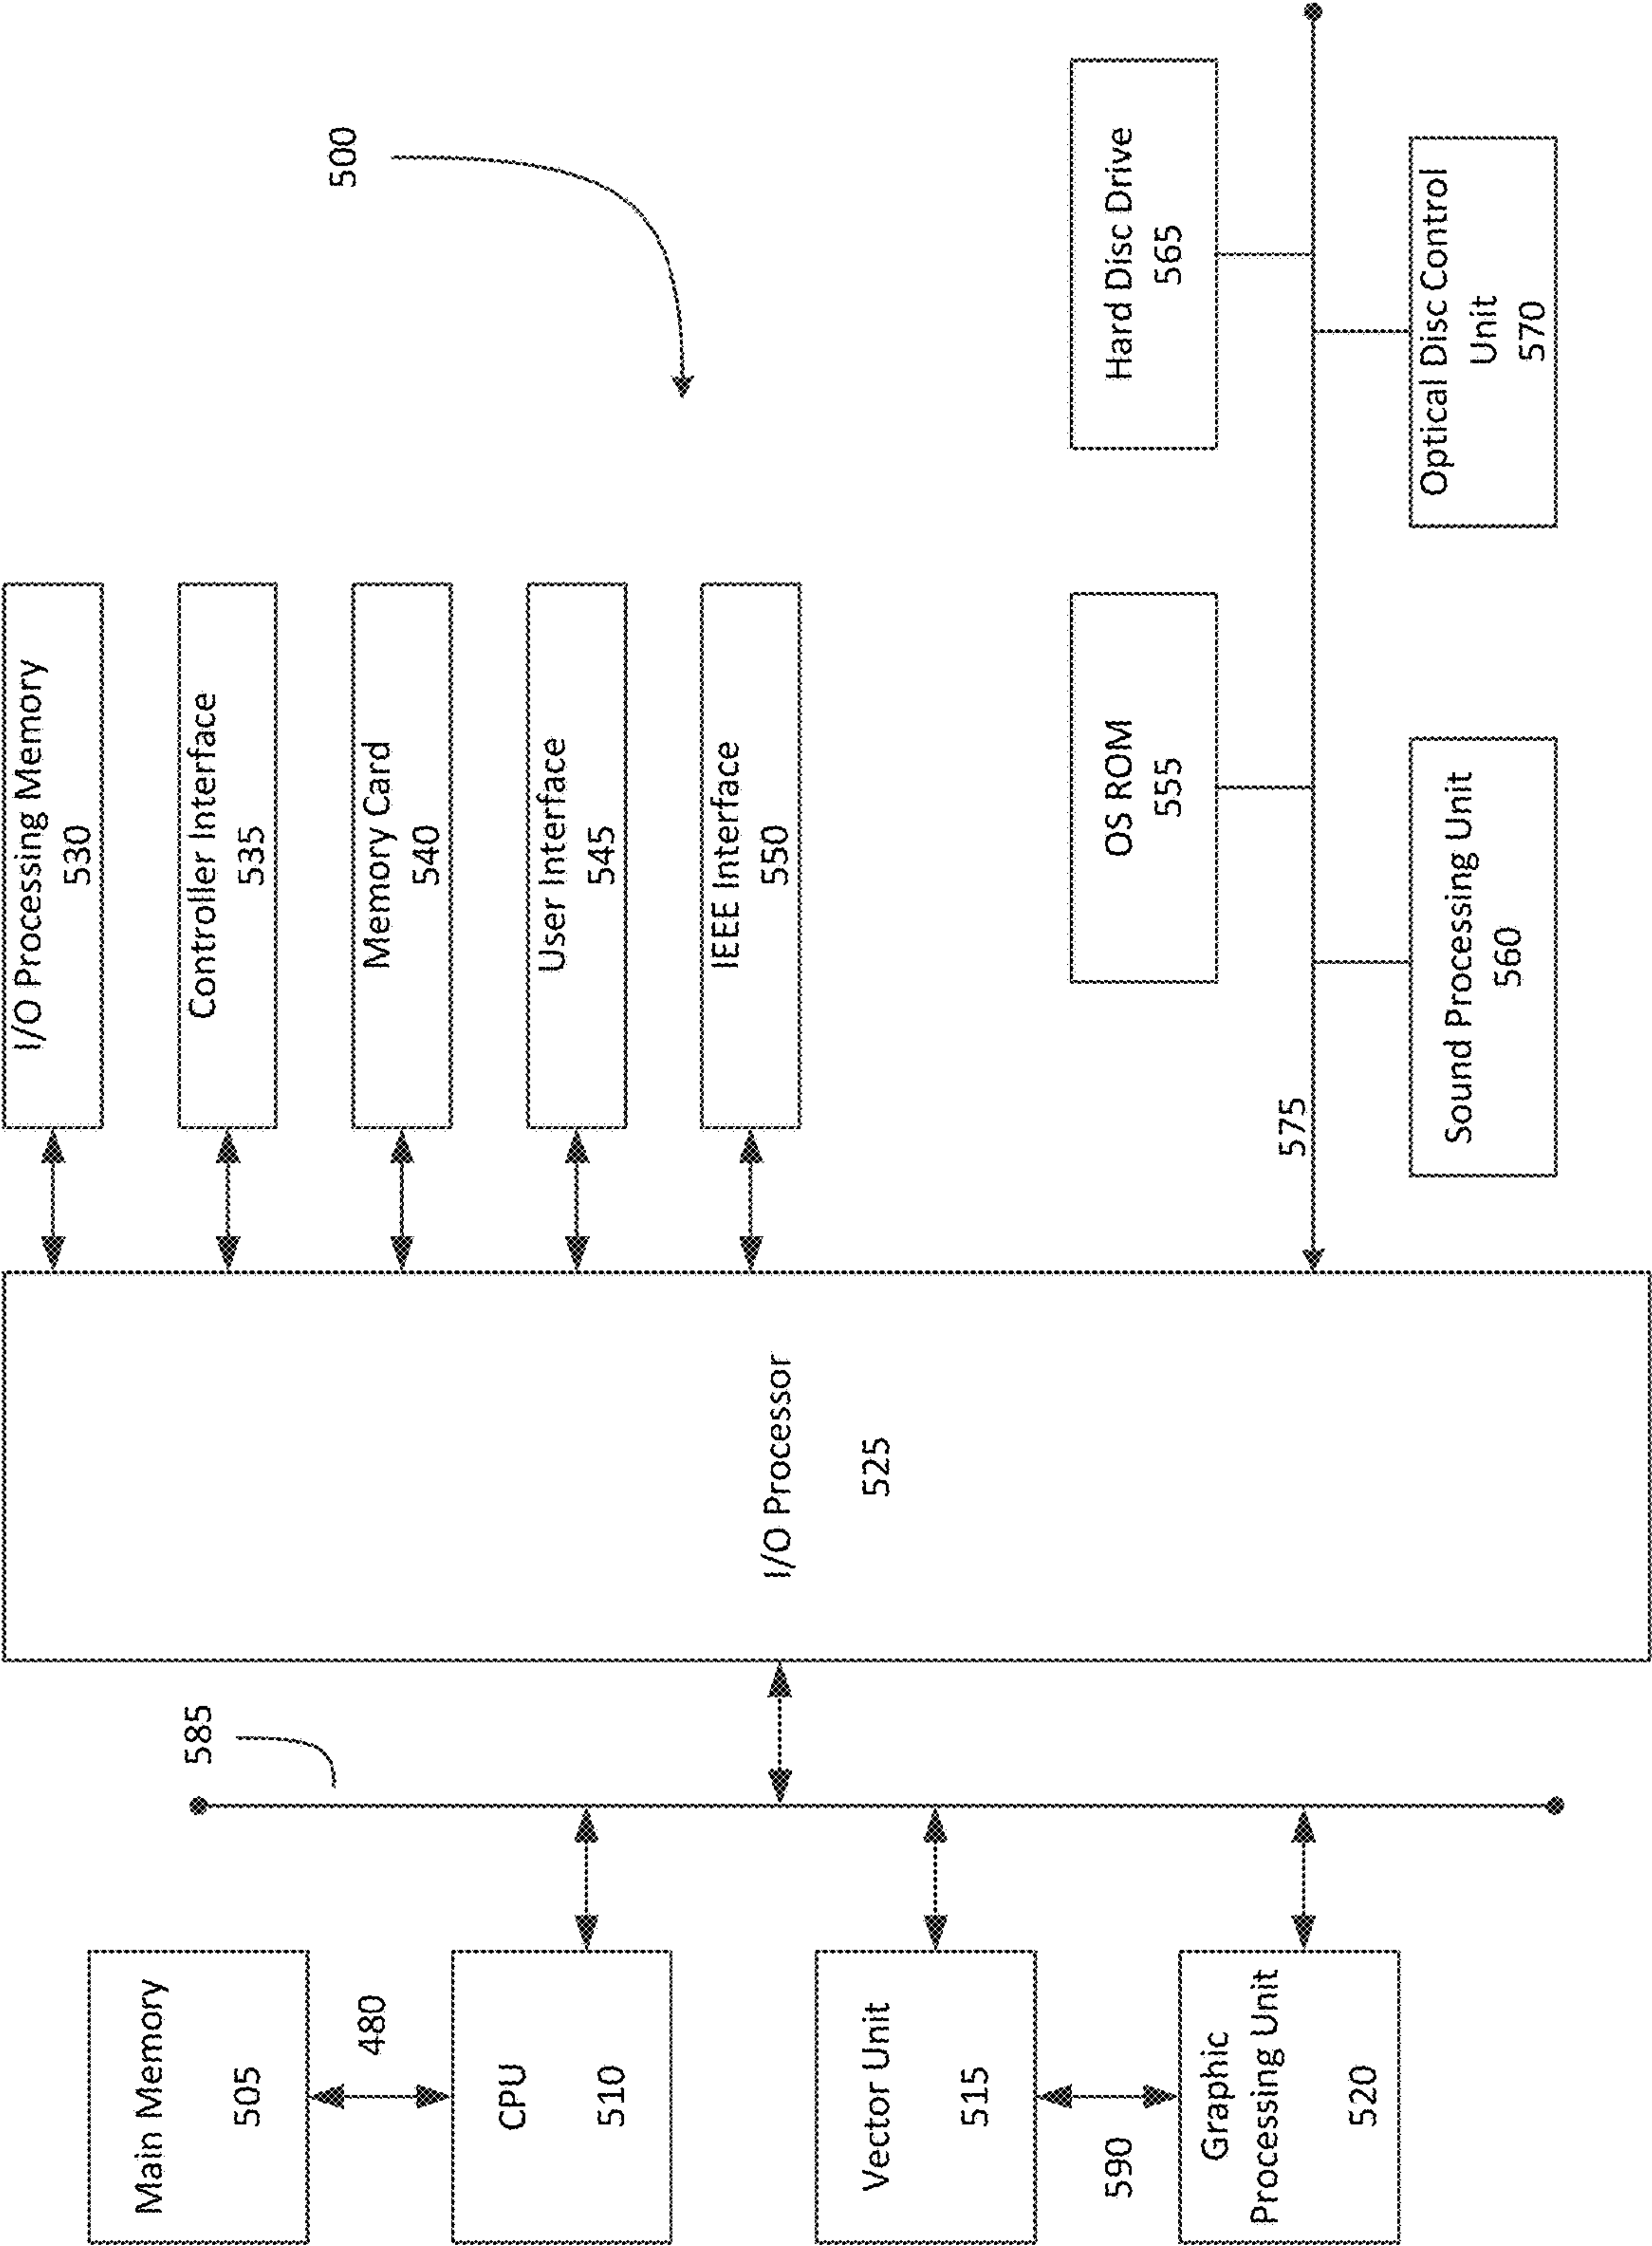 500
I/O Processing Memory
530
Controller Interface
535
Memory Card
540
User Interface
545
IEEE Interface
550
Hard Disc Drive
565
Optical Disc Control
Unit
570
OS ROM
555
Sound Processing Unit
560
575
I/O Processor
525
585
Main Memory
505
480
CPU
510
Vector Unit
515
590
Graphic
Processing Unit
520